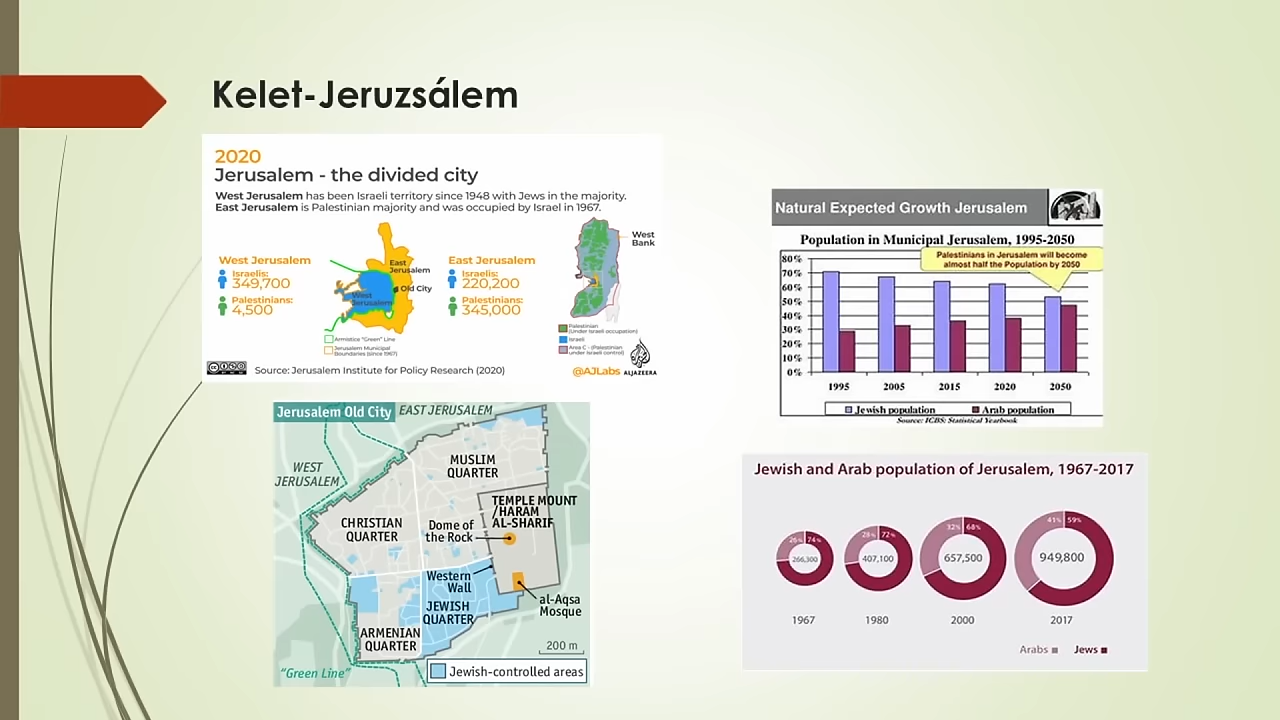 Kelet-Jeruzsálem
2020
Jerusalem - the divided city
West Jerusalem has been Israeli territory since 1948 with Jews in the majority.
East Jerusalem is Palestinian majority and was occupied by Israel in 1967.
West Jerusalem
Israelis:
349,700
Palestinians:
4,500
East Jerusalem
Old City
West Jerusalem
Armistice "Green" Line
Jerusalem Municipal Boundaries (since 1967)
East Jerusalem
Israelis:
220,200
Palestinians:
345,000
West Bank
Palestinian (Under Israeli occupation)
Israel
Area C - (Palestinian under Israeli control)
Source: Jerusalem Institute for Policy Research (2020)
@AJLabs
ALJAZEERA
Natural Expected Growth Jerusalem
Population in Municipal Jerusalem, 1995-2050
Palestinians in Jerusalem will become
almost half the Population by 2050
80%
70%
60%
50%
40%
30%
20%
10%
0%
1995 2005 2015 2020 2050
Jewish population Arab population
Source: ICBS: Statistical Yearbook
Jerusalem Old City
EAST JERUSALEM
WEST
JERUSALEM
MUSLIM
QUARTER
TEMPLE MOUNT
/HARAM
AL-SHARIF
CHRISTIAN
QUARTER
Dome of
the Rock
Western
Wall
JEWISH
QUARTER
al-Aqsa
Mosque
ARMENIAN
QUARTER
200 m
"Green Line"
Jewish-controlled areas
Jewish and Arab population of Jerusalem, 1967-2017
26% 74%
266,300
1967
28% 72%
407,100
1980
32% 68%
657,500
2000
41% 59%
949,800
2017
Arabs Jews